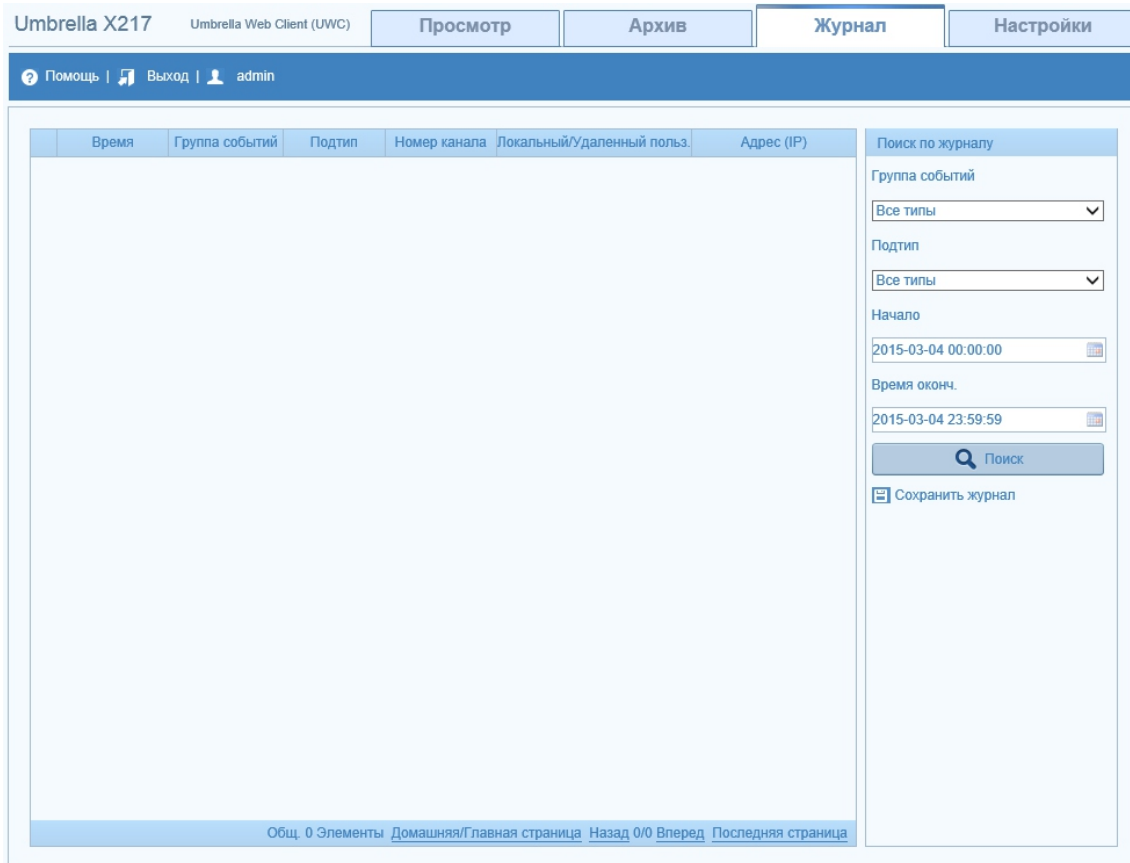 Umbrella X217 Umbrella Web Client (UWC) Просмотр Архив Журнал Настройки
Помощь | Выход | admin
Время Группа событий Подтип Номер канала Локальный/Удаленный польз. Адрес (IP)
Поиск по журналу
Группа событий
Все типы
Подтип
Все типы
Начало
2015-03-04 00:00:00
Время оконч.
2015-03-04 23:59:59
Поиск
Сохранить журнал
Общ. 0 Элементы Домашняя/Главная страница Назад 0/0 Вперед Последняя страница